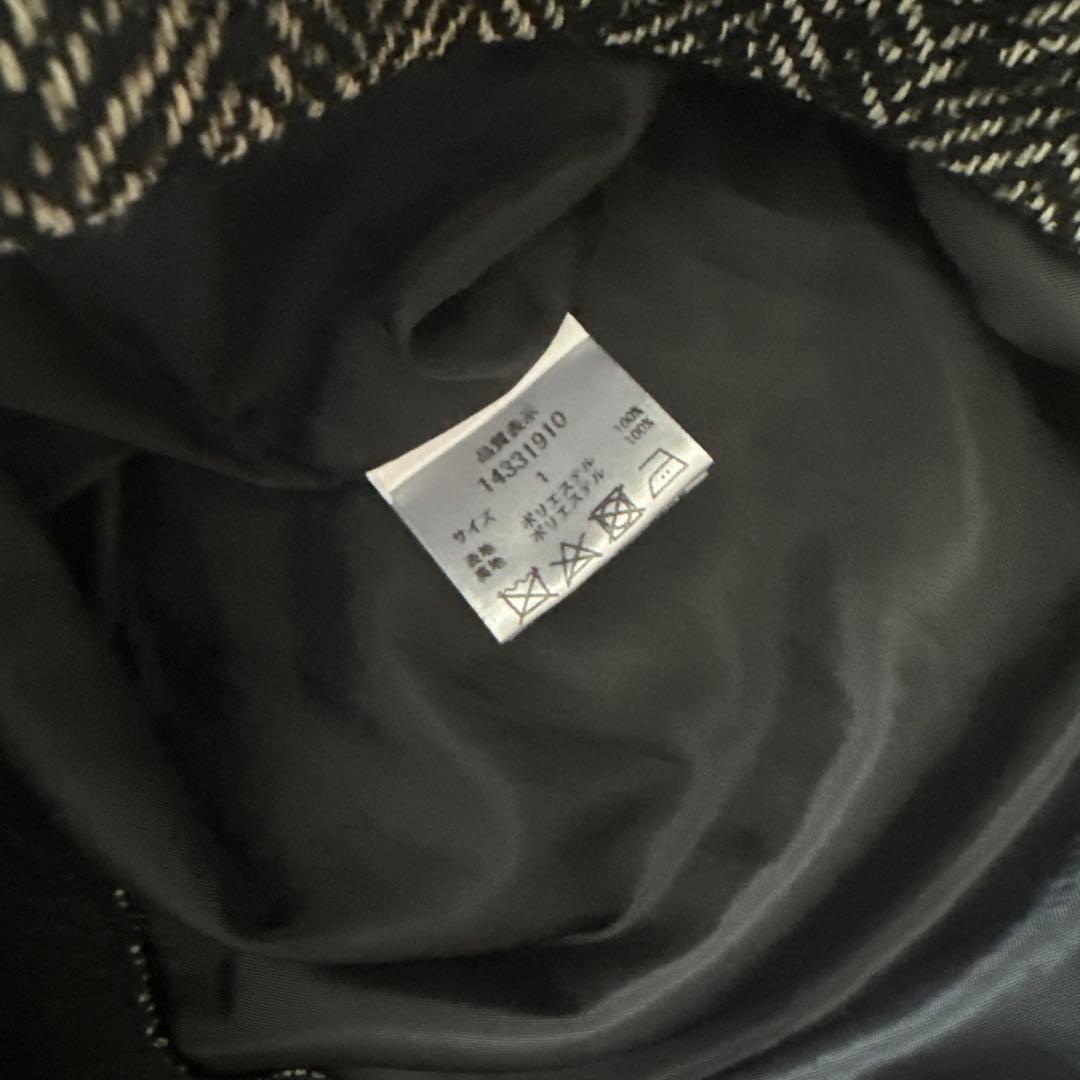 品質表示
14331910
サイズ 1
表地 ポリエステル 100%
裏地 ポリエステル 100%